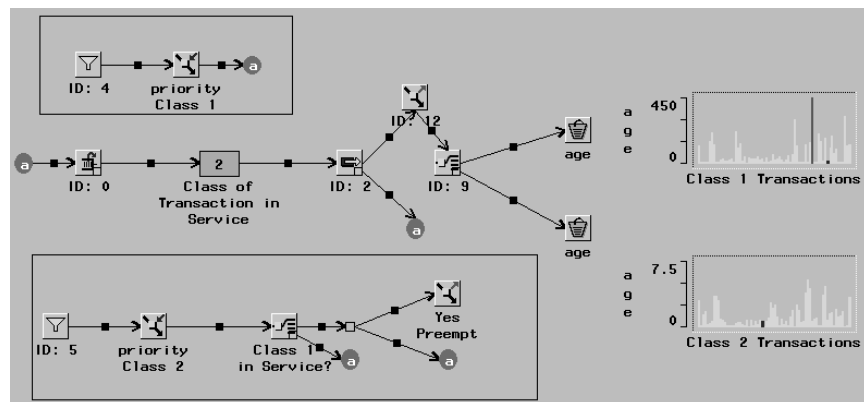 a
ID: 4
priority
Class 1
ID: 12
a
ID: 0
2
Class of
Transaction in
Service
ID: 2
ID: 9
a
age
age
450
a
g
e
0
Class 1 Transactions
7.5
a
g
e
0
Class 2 Transactions
ID: 5
priority
Class 2
Class 1
in Service?
a
Yes
Preempt
a